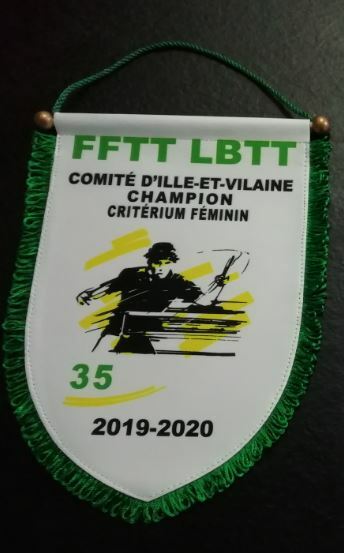 FFTT LBTT
COMITÉ D'ILLE-ET-VILAINE
CHAMPION
CRITÉRIUM FÉMININ
35
2019-2020